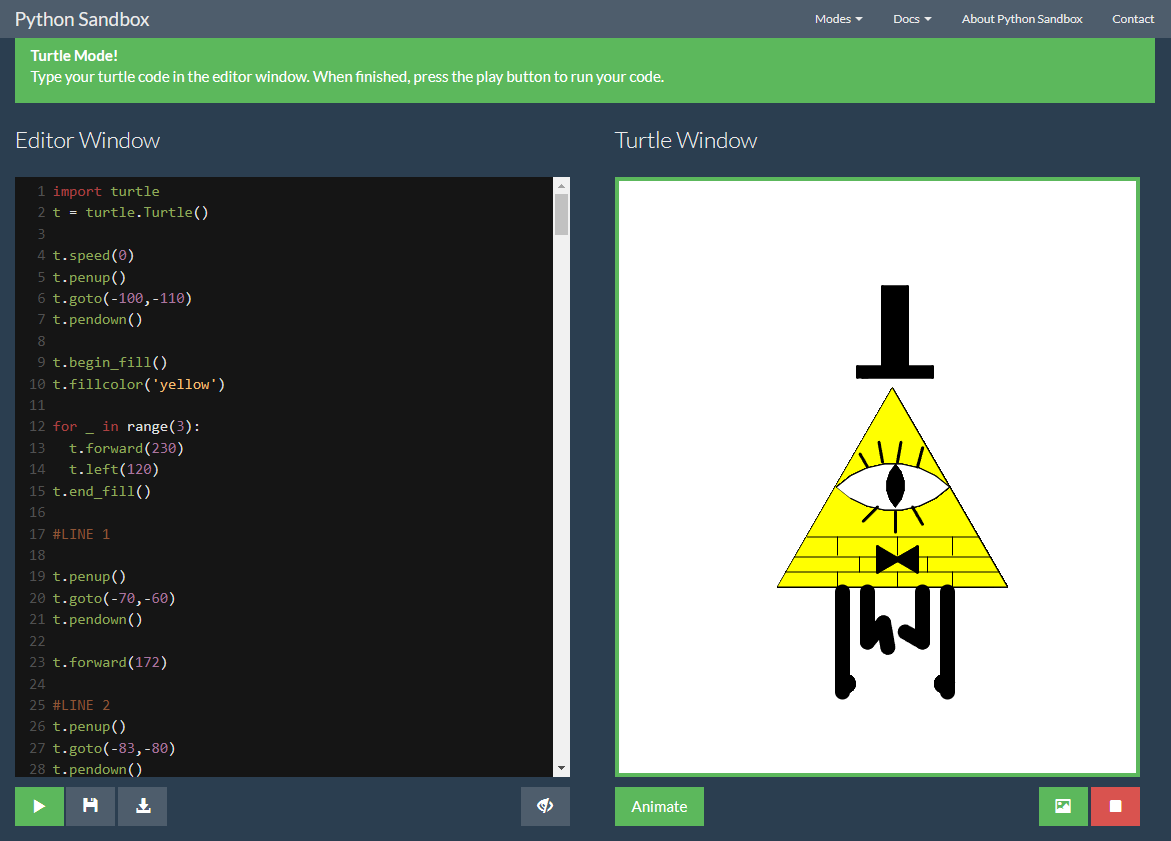 Python Sandbox
Modes Docs About Python Sandbox Contact
Turtle Mode!
Type your turtle code in the editor window. When finished, press the play button to run your code.
Editor Window
Turtle Window
1 import turtle
2 t = turtle.Turtle()
3
4 t.speed(0)
5 t.penup()
6 t.goto(-100,-110)
7 t.pendown()
8
9 t.begin_fill()
10 t.fillcolor('yellow')
11
12 for _ in range(3):
13   t.forward(230)
14   t.left(120)
15 t.end_fill()
16
17 #LINE 1
18
19 t.penup()
20 t.goto(-70,-60)
21 t.pendown()
22
23 t.forward(172)
24
25 #LINE 2
26 t.penup()
27 t.goto(-83,-80)
28 t.pendown()
Animate